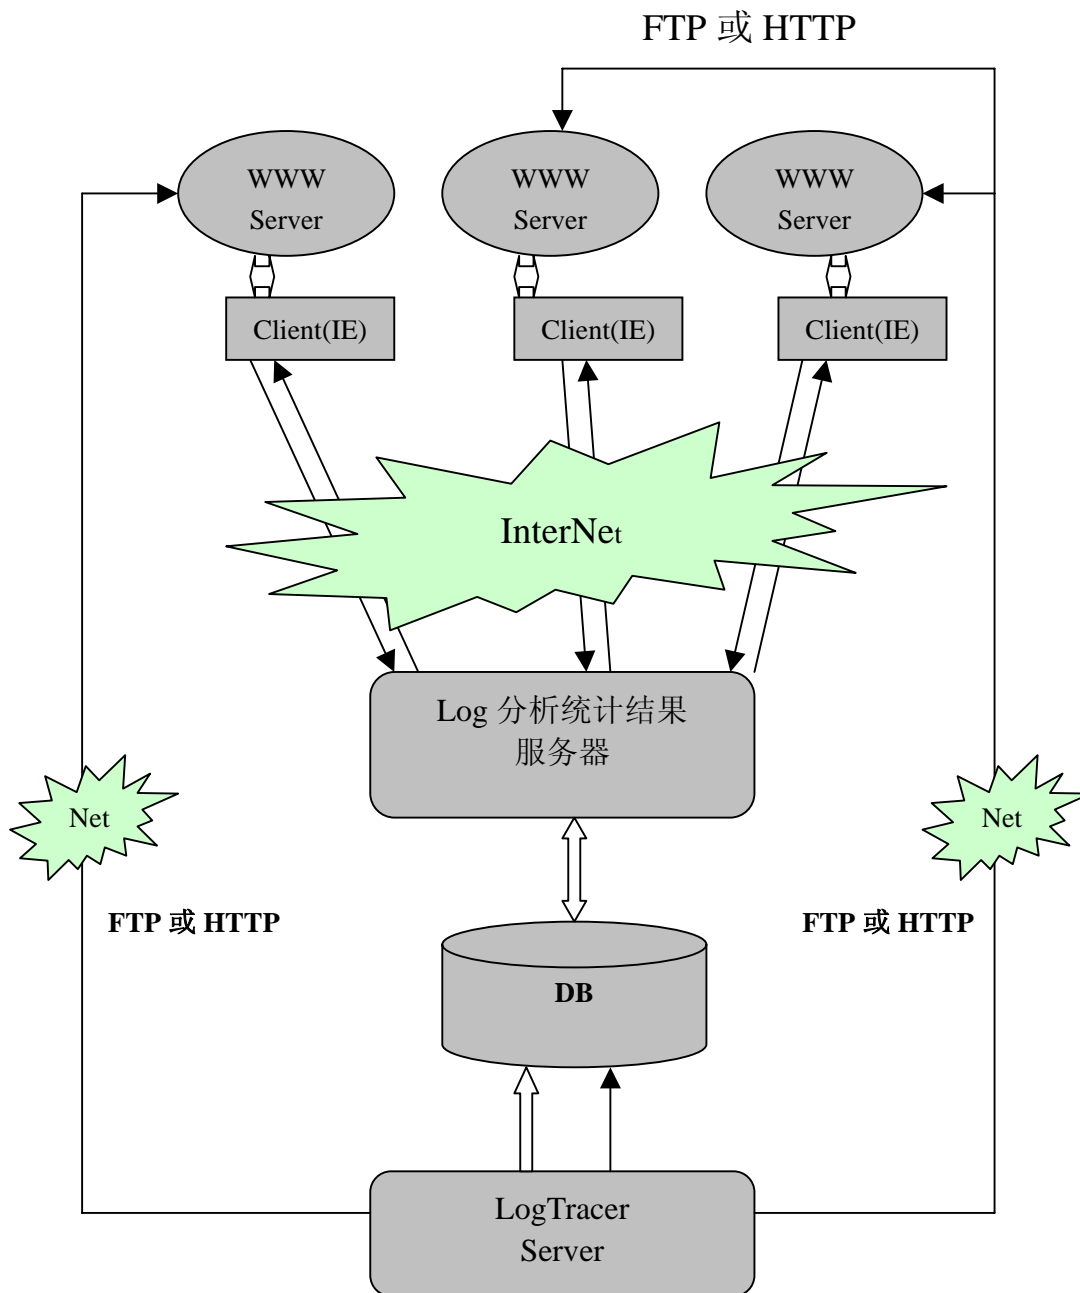 FTP 或 HTTP
WWW
Server
WWW
Server
WWW
Server
Client(IE)
Client(IE)
Client(IE)
InterNet
Log 分析统计结果
服务器
Net
Net
FTP 或 HTTP
FTP 或 HTTP
DB
LogTracer
Server